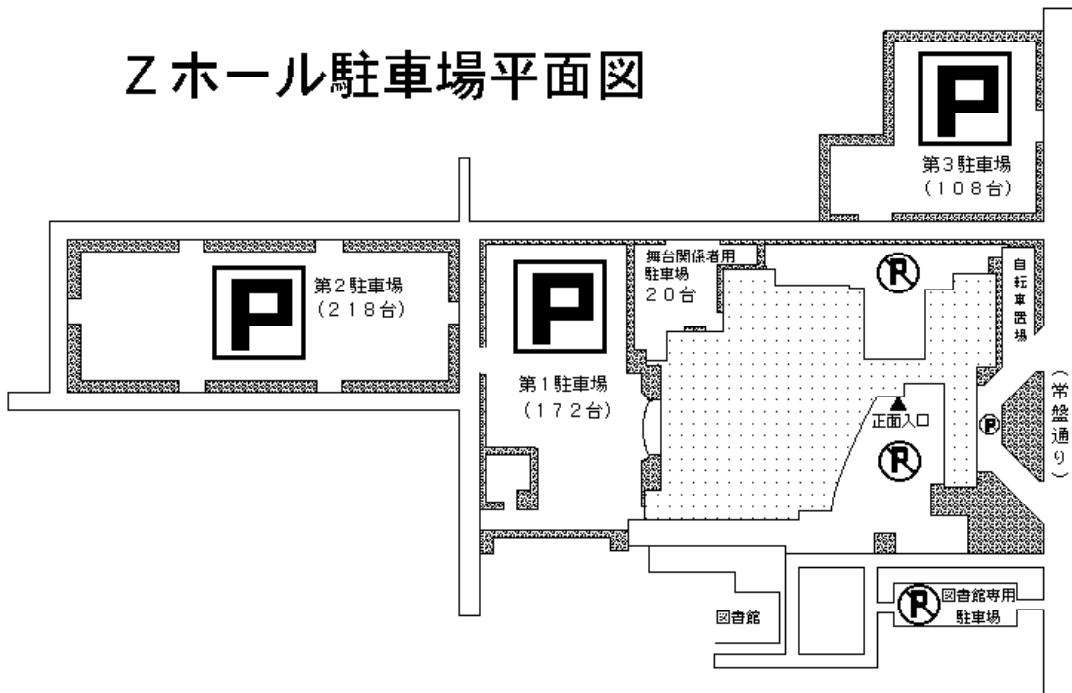 Zホール駐車場平面図
P
第3駐車場
(108台)
P
第2駐車場
(218台)
P
第1駐車場
(172台)
舞台関係者用
駐車場
20台
P
自転車置場
(常盤通り)
正面入口
P
P
図書館
P
図書館専用
駐車場